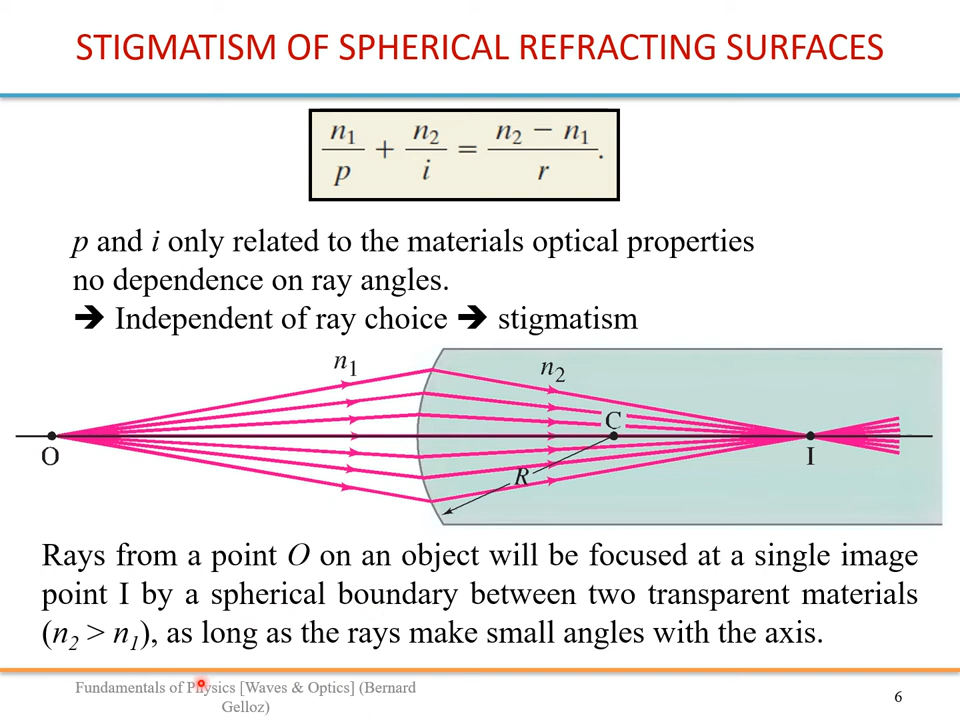 STIGMATISM OF SPHERICAL REFRACTING SURFACES
n₁/p + n₂/i = (n₂ − n₁)/r.
p and i only related to the materials optical properties
no dependence on ray angles.
➔ Independent of ray choice ➔ stigmatism
n₁
n₂
C
O
I
R
Rays from a point O on an object will be focused at a single image
point I by a spherical boundary between two transparent materials
(n₂ > n₁), as long as the rays make small angles with the axis.
Fundamentals of Physics [Waves & Optics] (Bernard
Gelloz)
6